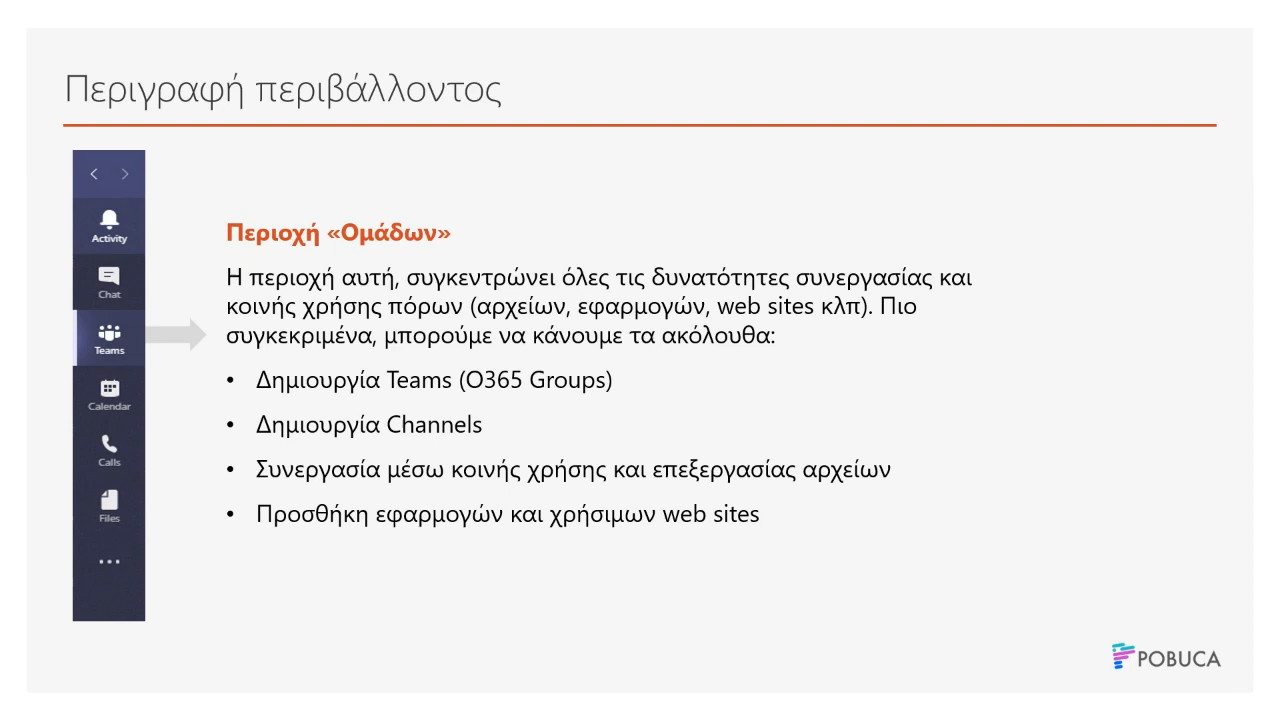 Περιγραφή περιβάλλοντος
Activity
Chat
Teams
Calendar
Calls
Files
Περιοχή «Ομάδων»
Η περιοχή αυτή, συγκεντρώνει όλες τις δυνατότητες συνεργασίας και
κοινής χρήσης πόρων (αρχείων, εφαρμογών, web sites κλπ). Πιο
συγκεκριμένα, μπορούμε να κάνουμε τα ακόλουθα:
• Δημιουργία Teams (O365 Groups)
• Δημιουργία Channels
• Συνεργασία μέσω κοινής χρήσης και επεξεργασίας αρχείων
• Προσθήκη εφαρμογών και χρήσιμων web sites
POBUCA